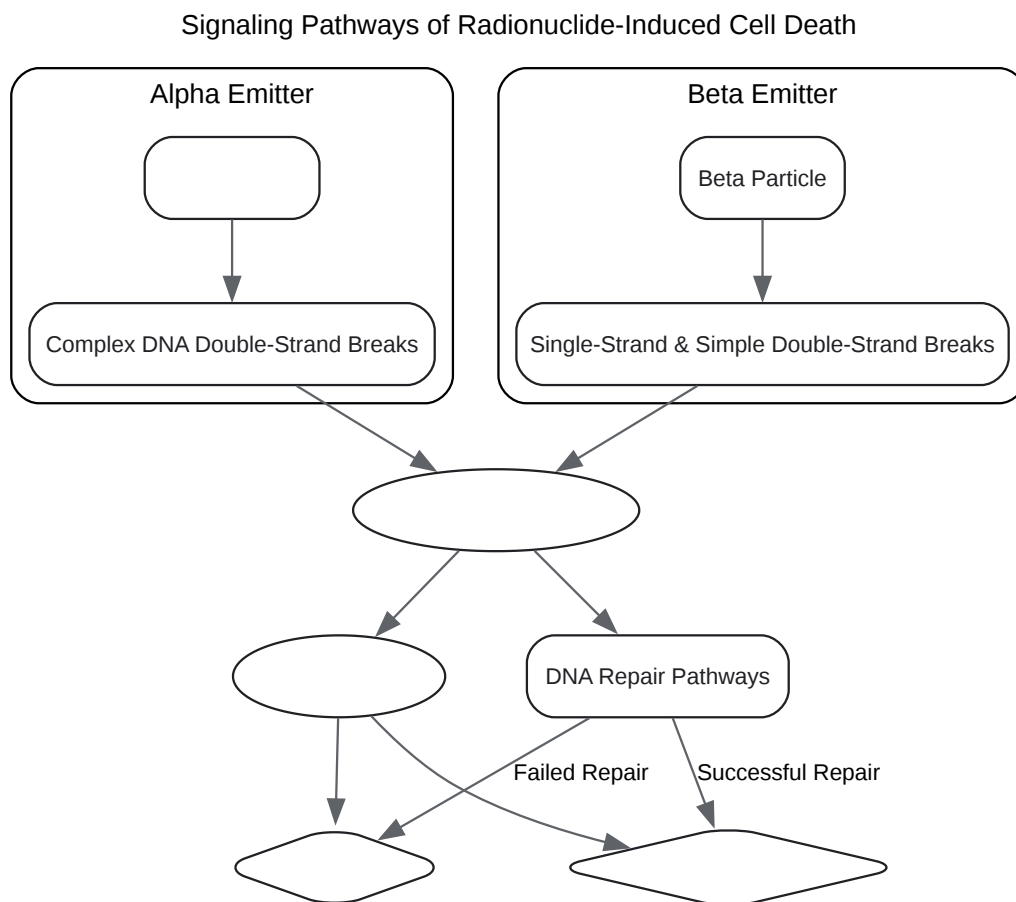 Signaling Pathways of Radionuclide-Induced Cell Death
Alpha Emitter
Beta Emitter
Beta Particle
Complex DNA Double-Strand Breaks
Single-Strand & Simple Double-Strand Breaks
DNA Repair Pathways
Failed Repair
Successful Repair